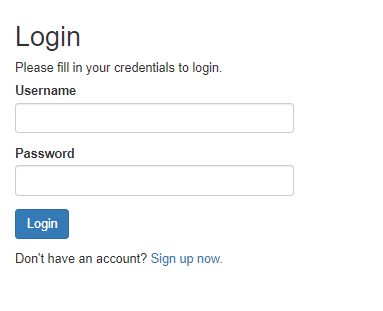 Login
Please fill in your credentials to login.
Username
Password
Login
Don't have an account? Sign up now.